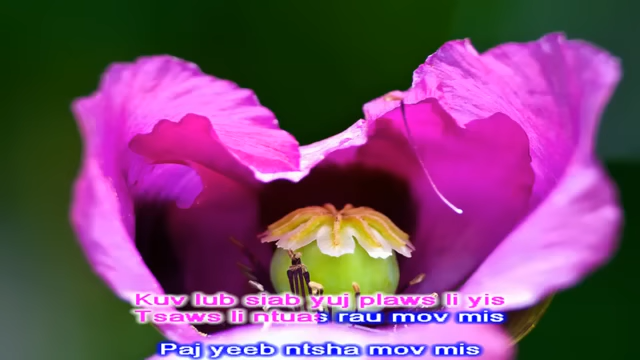 Kuv lub siab yuj plaws li yis
Tsaws li ntuas rau mov mis
Paj yeeb ntsha mov mis